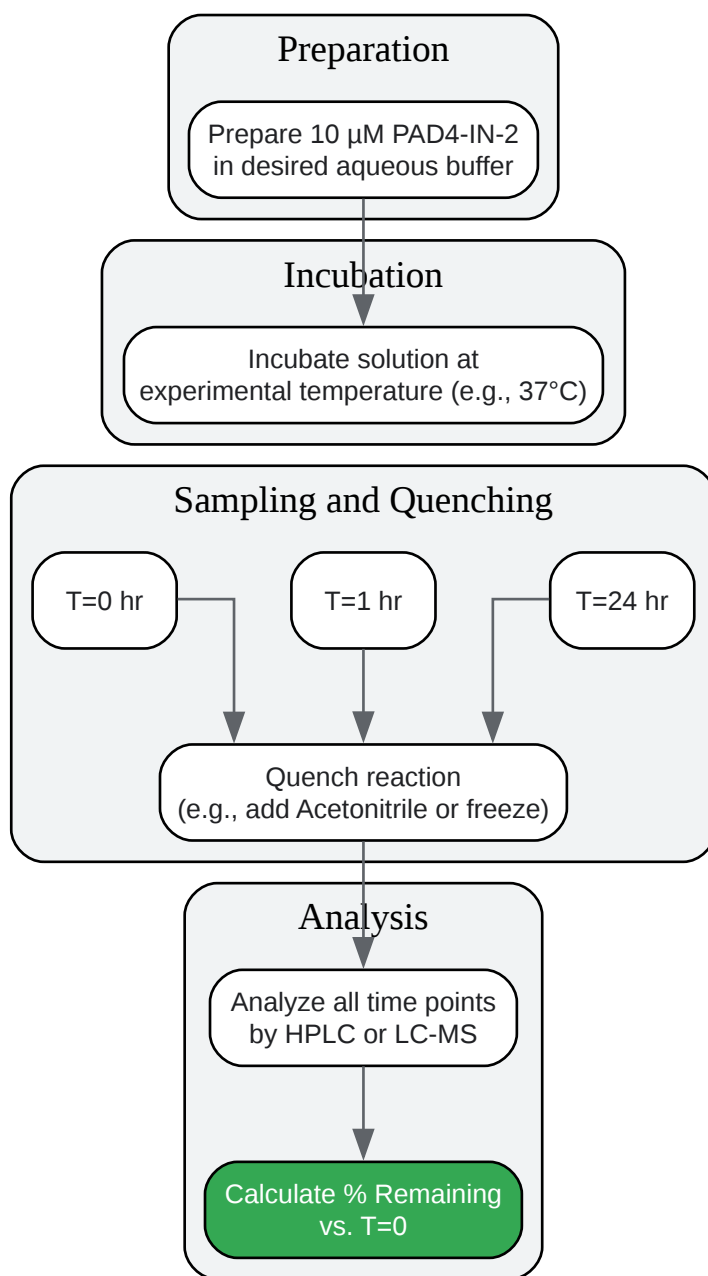 Preparation
Prepare 10 µM PAD4-IN-2
in desired aqueous buffer
Incubation
Incubate solution at
experimental temperature (e.g., 37°C)
Sampling and Quenching
T=0 hr
T=1 hr
T=24 hr
Quench reaction
(e.g., add Acetonitrile or freeze)
Analysis
Analyze all time points
by HPLC or LC-MS
Calculate % Remaining
vs. T=0